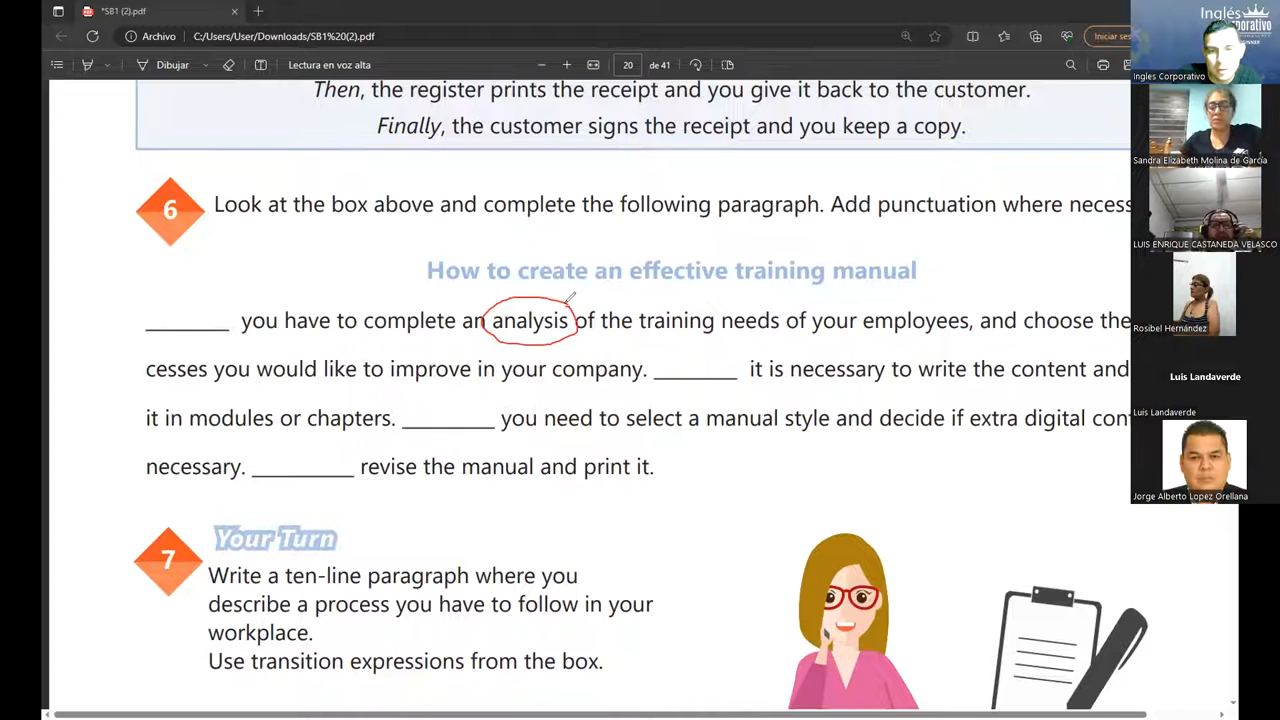 *SB1 (2).pdf
Archivo
C:/Users/User/Downloads/SB1%20(2).pdf
Iniciar
Dibujar
Lectura en voz alta
20
de 41
Then, the register prints the receipt and you give it back to the customer.
Finally, the customer signs the receipt and you keep a copy.
6
Look at the box above and complete the following paragraph. Add punctuation where
How to create an effective training manual
________ you have to complete an analysis of the training needs of your employees, and choose the
cesses you would like to improve in your company. ________ it is necessary to write the content and
it in modules or chapters. ________ you need to select a manual style and decide if extra digital
necessary. ________ revise the manual and print it.
7
Your Turn
Write a ten-line paragraph where you
describe a process you have to follow in your
workplace.
Use transition expressions from the box.
Inglés
Ingles Corporativo
Sandra Elizabeth Molina de García
LUIS ENRIQUE CASTANEDA VELASCO
Rosibel Hernández
Luis Landaverde
Luis Landaverde
Jorge Alberto Lopez Orellana